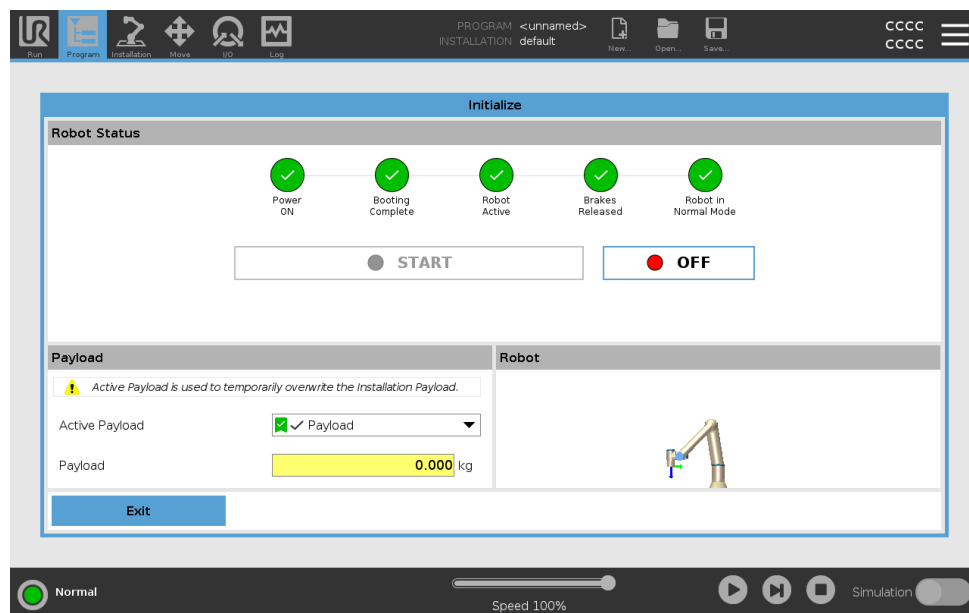 UR
PROGRAM <unnamed>
INSTALLATION default
CCCC
CCCC
Run Program Installation Move I/O Log New... Open... Save...
Initialize
Robot Status
Power
ON
Booting
Complete
Robot
Active
Brakes
Released
Robot in
Normal Mode
START
OFF
Payload
Robot
Active Payload is used to temporarily overwrite the Installation Payload.
Active Payload
Payload
Payload
0.000 kg
Exit
Normal
Speed 100%
Simulation